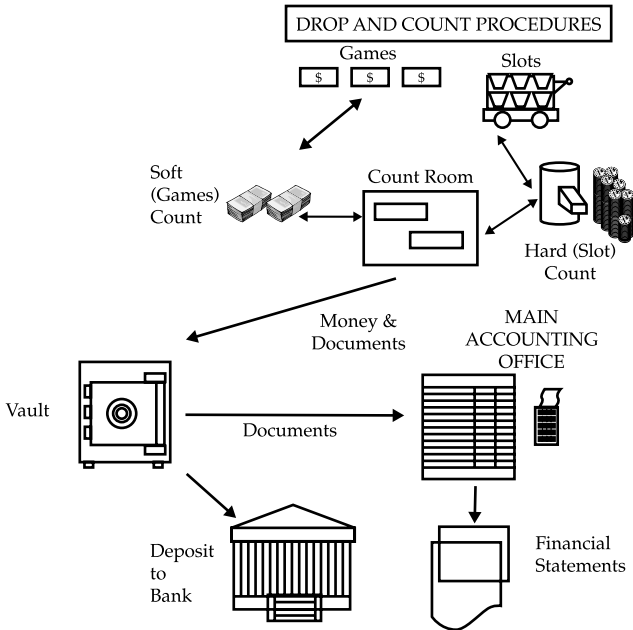 DROP AND COUNT PROCEDURES
Games
$ $ $
Slots
Soft
(Games)
Count
Count Room
Hard (Slot)
Count
Money &
Documents
MAIN
ACCOUNTING
OFFICE
Vault
Documents
Deposit
to
Bank
Financial
Statements